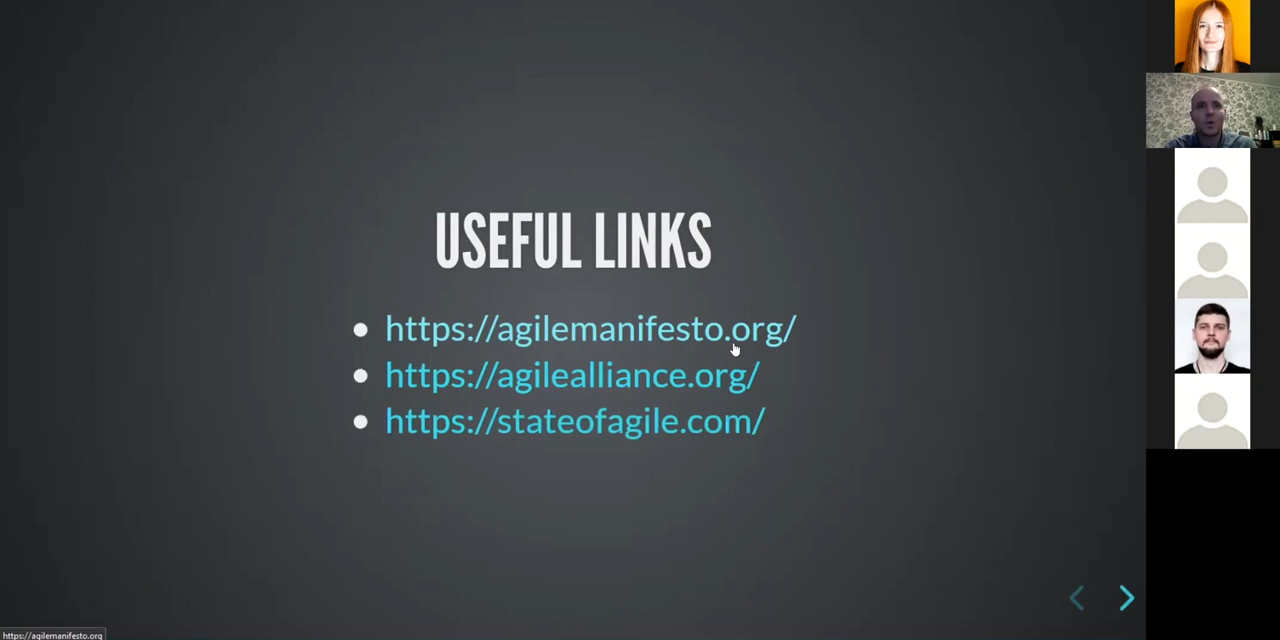 USEFUL LINKS
https://agilemanifesto.org/
https://agilealliance.org/
https://stateofagile.com/
https://agilemanifesto.org